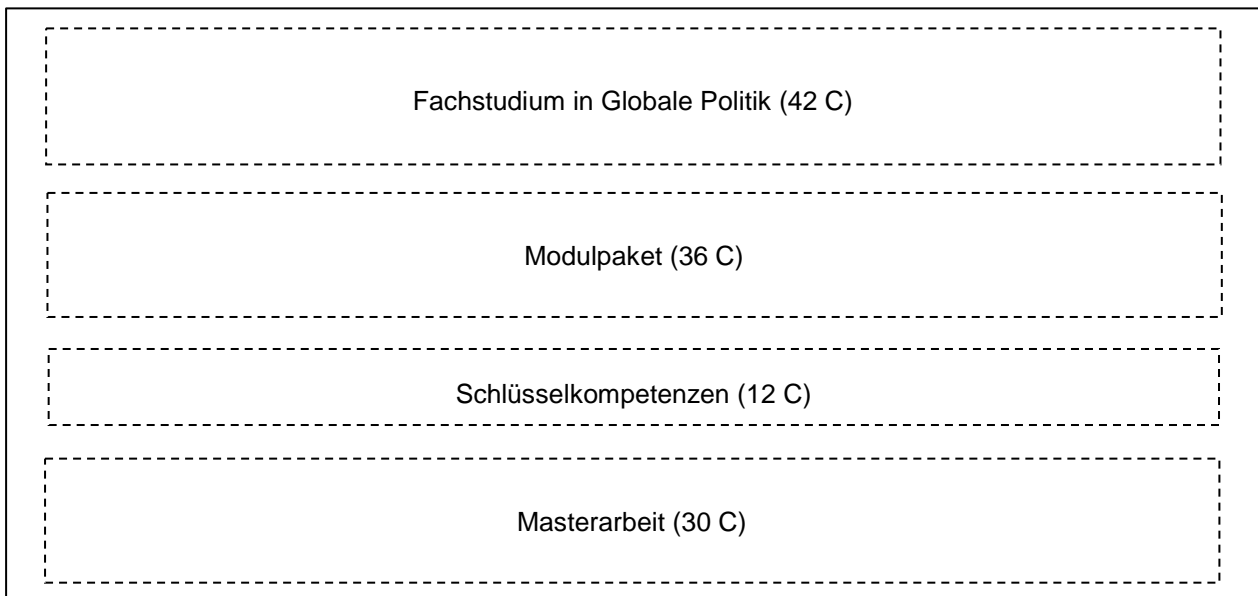 Fachstudium in Globale Politik (42 C)
Modulpaket (36 C)
Schlüsselkompetenzen (12 C)
Masterarbeit (30 C)